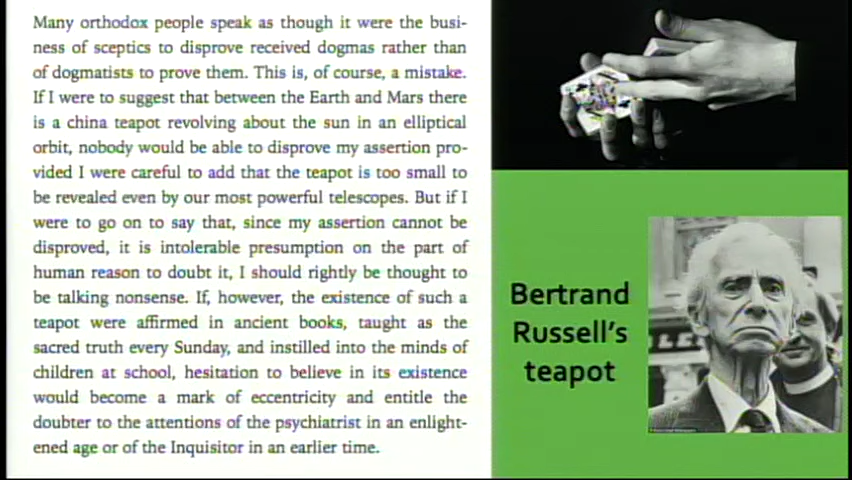 Many orthodox people speak as though it were the busi-
ness of sceptics to disprove received dogmas rather than
of dogmatists to prove them. This is, of course, a mistake.
If I were to suggest that between the Earth and Mars there
is a china teapot revolving about the sun in an elliptical
orbit, nobody would be able to disprove my assertion pro-
vided I were careful to add that the teapot is too small to
be revealed even by our most powerful telescopes. But if I
were to go on to say that, since my assertion cannot be
disproved, it is intolerable presumption on the part of
human reason to doubt it, I should rightly be thought to
be talking nonsense. If, however, the existence of such a
teapot were affirmed in ancient books, taught as the
sacred truth every Sunday, and instilled into the minds of
children at school, hesitation to believe in its existence
would become a mark of eccentricity and entitle the
doubter to the attentions of the psychiatrist in an enlight-
ened age or of the Inquisitor in an earlier time.
Bertrand
Russell's
teapot